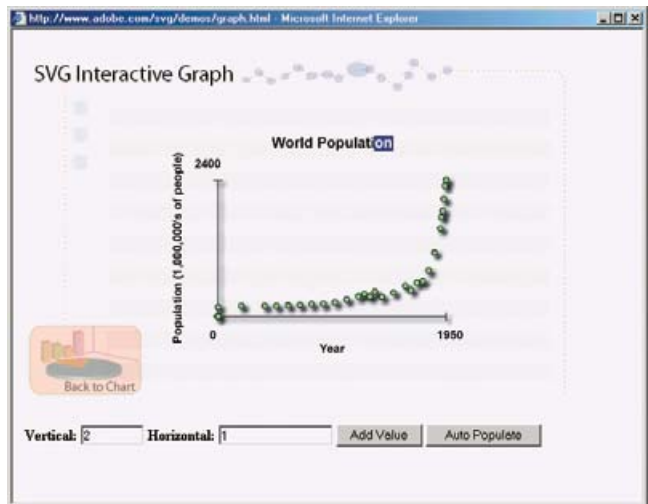 http://www.adobe.com/svg/demos/graph.html - Microsoft Internet Explorer
SVG Interactive Graph
World Population
2400
Population (1,000,000's of people)
0
1950
Year
Back to Chart
Vertical: 2 Horizontal: 1 Add Value Auto Populate